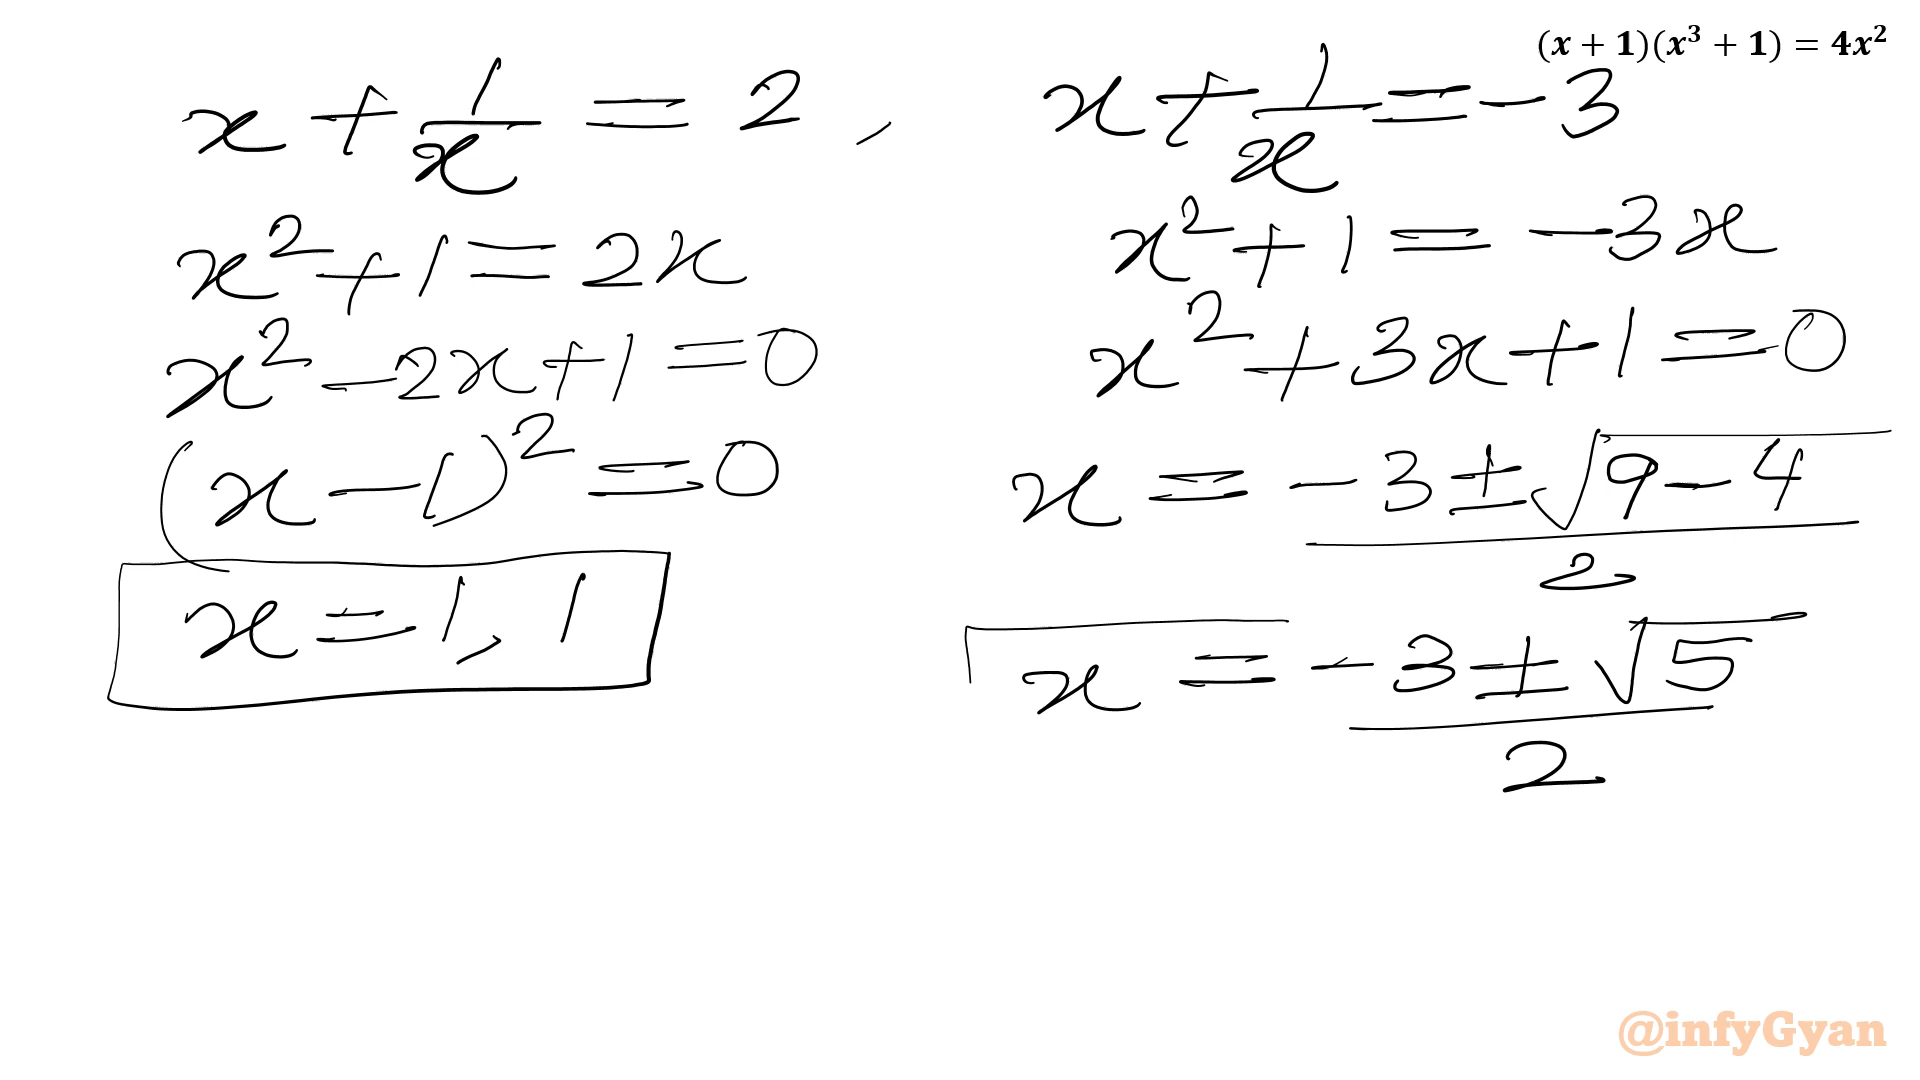 (x + 1)(x³ + 1) = 4x²
x + 1/x = 2 ,
x² + 1 = 2x
x² - 2x + 1 = 0
(x - 1)² = 0
x = 1, 1
x + 1/x = -3
x² + 1 = -3x
x² + 3x + 1 = 0
x = (-3 ± √(9 - 4))/2
x = (-3 ± √5)/2
@infyGyan